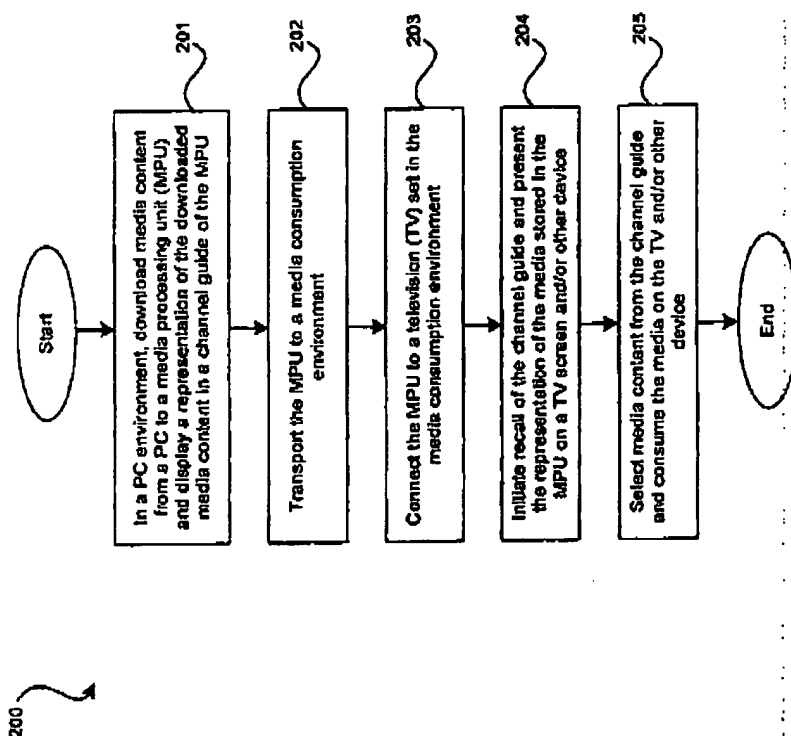 200
Start
In a PC environment, download media content
from a PC to a media processing unit (MPU)
and display a representation of the downloaded
media content in a channel guide of the MPU
201
Transport the MPU to a media consumption
environment
202
Connect the MPU to a television (TV) set in the
media consumption environment
203
Initiate recall of the channel guide and present
the representation of the media stored in the
MPU on a TV screen and/or other device
204
Select media content from the channel guide
and consume the media on the TV and/or other
device
205
End